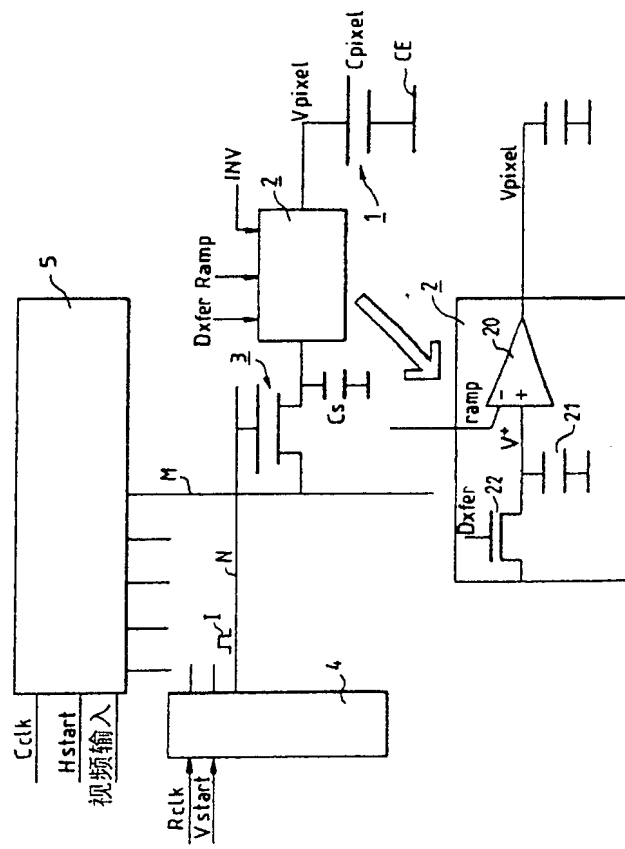 Cclk
Hstart
视频输入
5
Rclk
Vstart
4
I
N
M
3
Cs
Dxfer
Ramp
INV
2
Vpixel
Cpixel
1
CE
2
Dxfer
22
ramp
V+
21
-
+
20
Vpixel